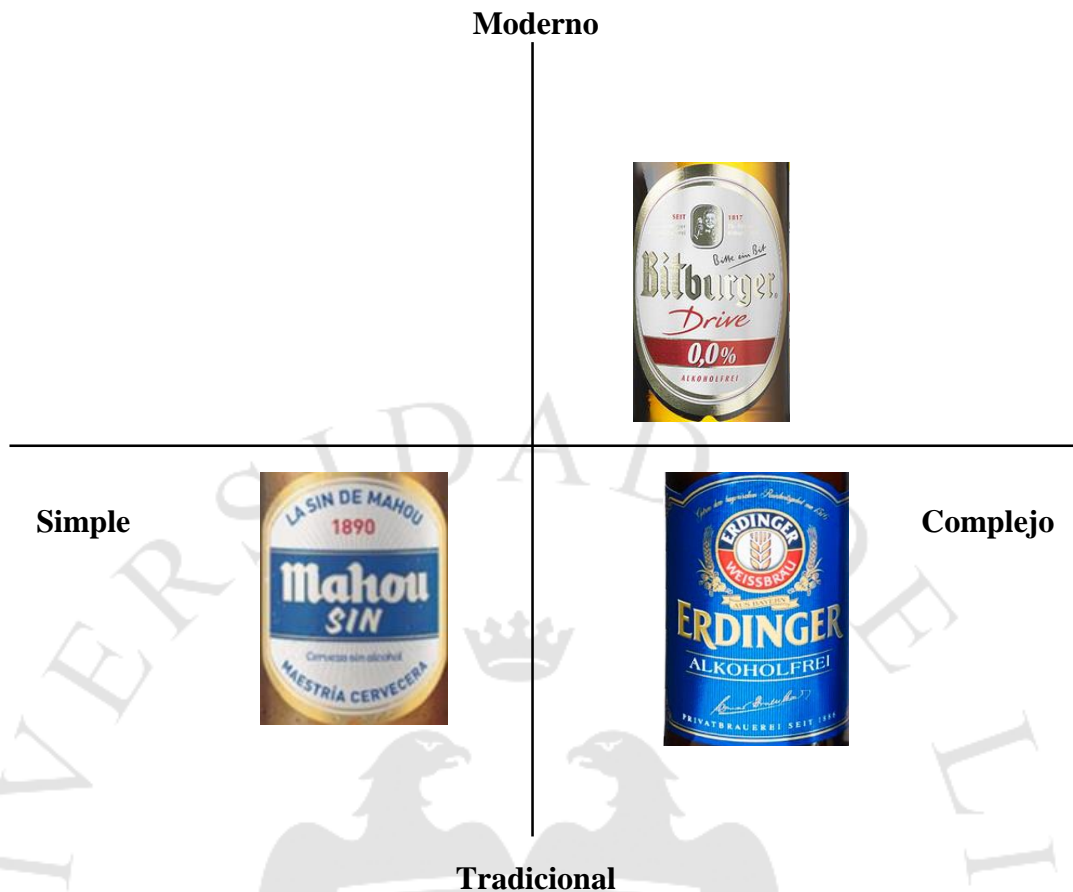 Moderno
SEIT 1817
Bitte ein Bit
Bitburger
Drive
0,0%
ALKOHOLFREI
Simple
Complejo
LA SIN DE MAHOU
1890
Mahou
SIN
Cerveza sin alcohol
MAESTRÍA CERVECERA
ERDINGER
WEISSBRÄU
AUS BAYERN
ERDINGER
ALKOHOLFREI
PRIVATBRAUEREI SEIT 1886
Tradicional